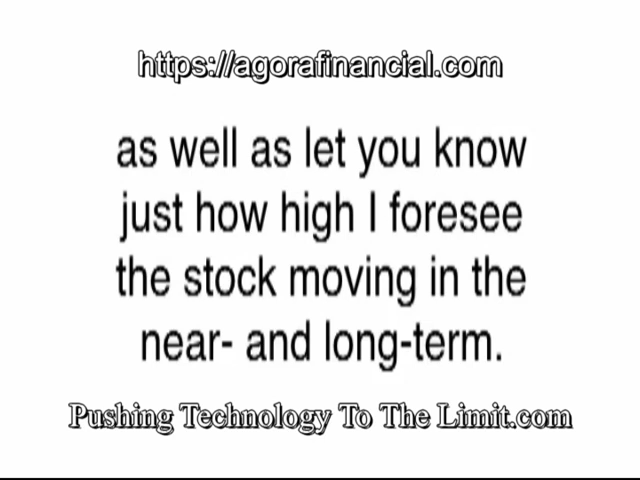 https://agorafinancial.com
as well as let you know
just how high I foresee
the stock moving in the
near- and long-term.
Pushing Technology To The Limit.com